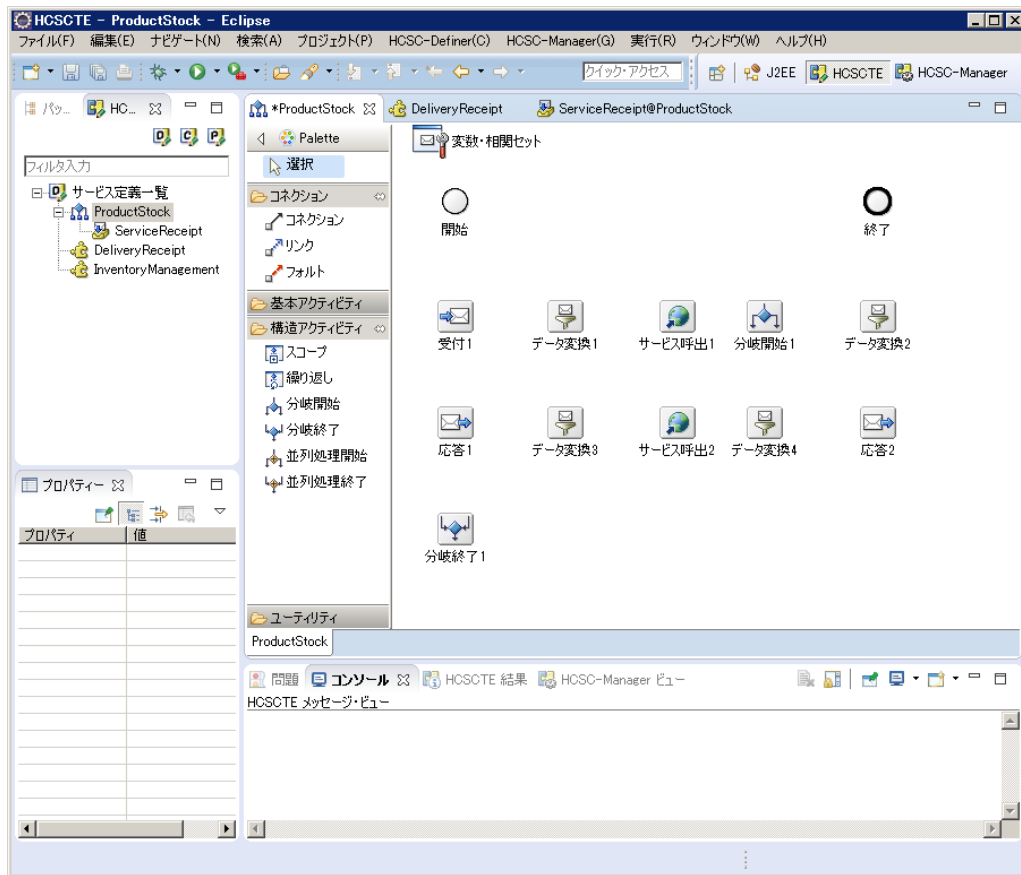 HCSCTE - ProductStock - Eclipse
ファイル(F) 編集(E) ナビゲート(N) 検索(A) プロジェクト(P) HCSC-Definer(C) HCSC-Manager(G) 実行(R) ウィンドウ(W) ヘルプ(H)
クイック・アクセス J2EE HCSCTE HCSC-Manager
パッ... HC...
フィルタ入力
サービス定義一覧
ProductStock
ServiceReceipt
DeliveryReceipt
InventoryManagement
プロパティー
プロパティ 値
*ProductStock DeliveryReceipt ServiceReceipt@ProductStock
Palette
選択
コネクション
コネクション
リンク
フォルト
基本アクティビティ
構造アクティビティ
スコープ
繰り返し
分岐開始
分岐終了
並列処理開始
並列処理終了
ユーティリティ
変数・相関セット
開始 終了
受付1 データ変換1 サービス呼出1 分岐開始1 データ変換2
応答1 データ変換3 サービス呼出2 データ変換4 応答2
分岐終了1
ProductStock
問題 コンソール HCSCTE 結果 HCSC-Manager ビュー
HCSCTE メッセージ・ビュー